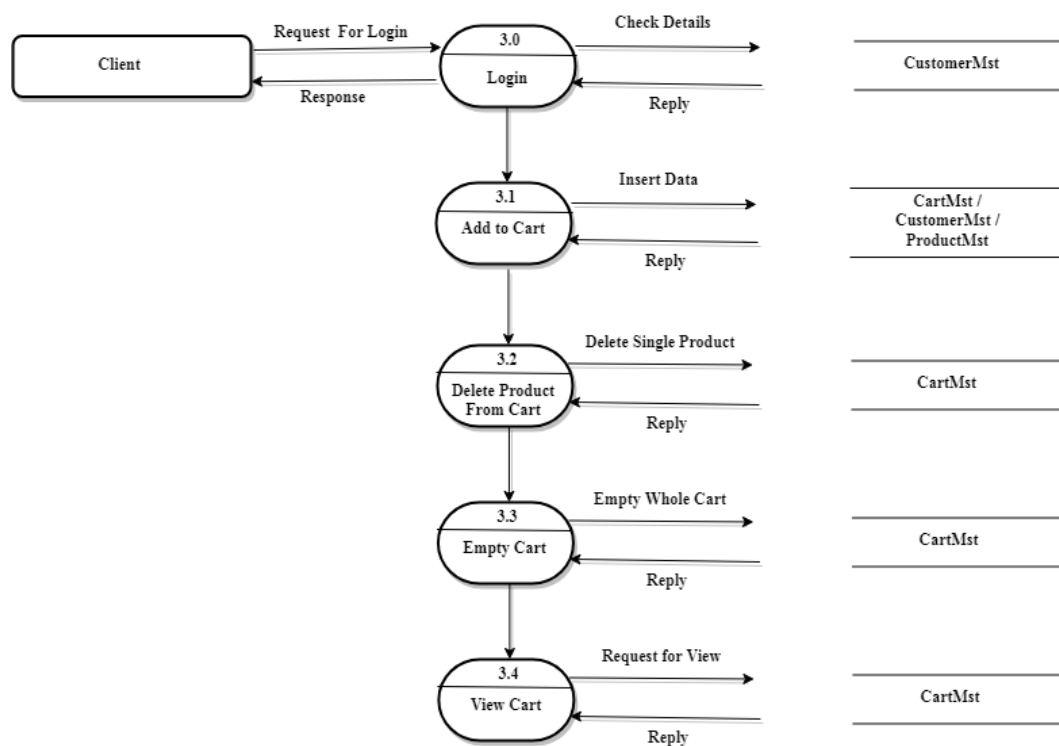 Request For Login
Check Details
3.0
Client
Login
CustomerMst
Response
Reply
3.1
Insert Data
Add to Cart
CartMst /
CustomerMst /
ProductMst
Reply
3.2
Delete Single Product
Delete Product
From Cart
CartMst
Reply
3.3
Empty Whole Cart
Empty Cart
CartMst
Reply
3.4
Request for View
View Cart
CartMst
Reply